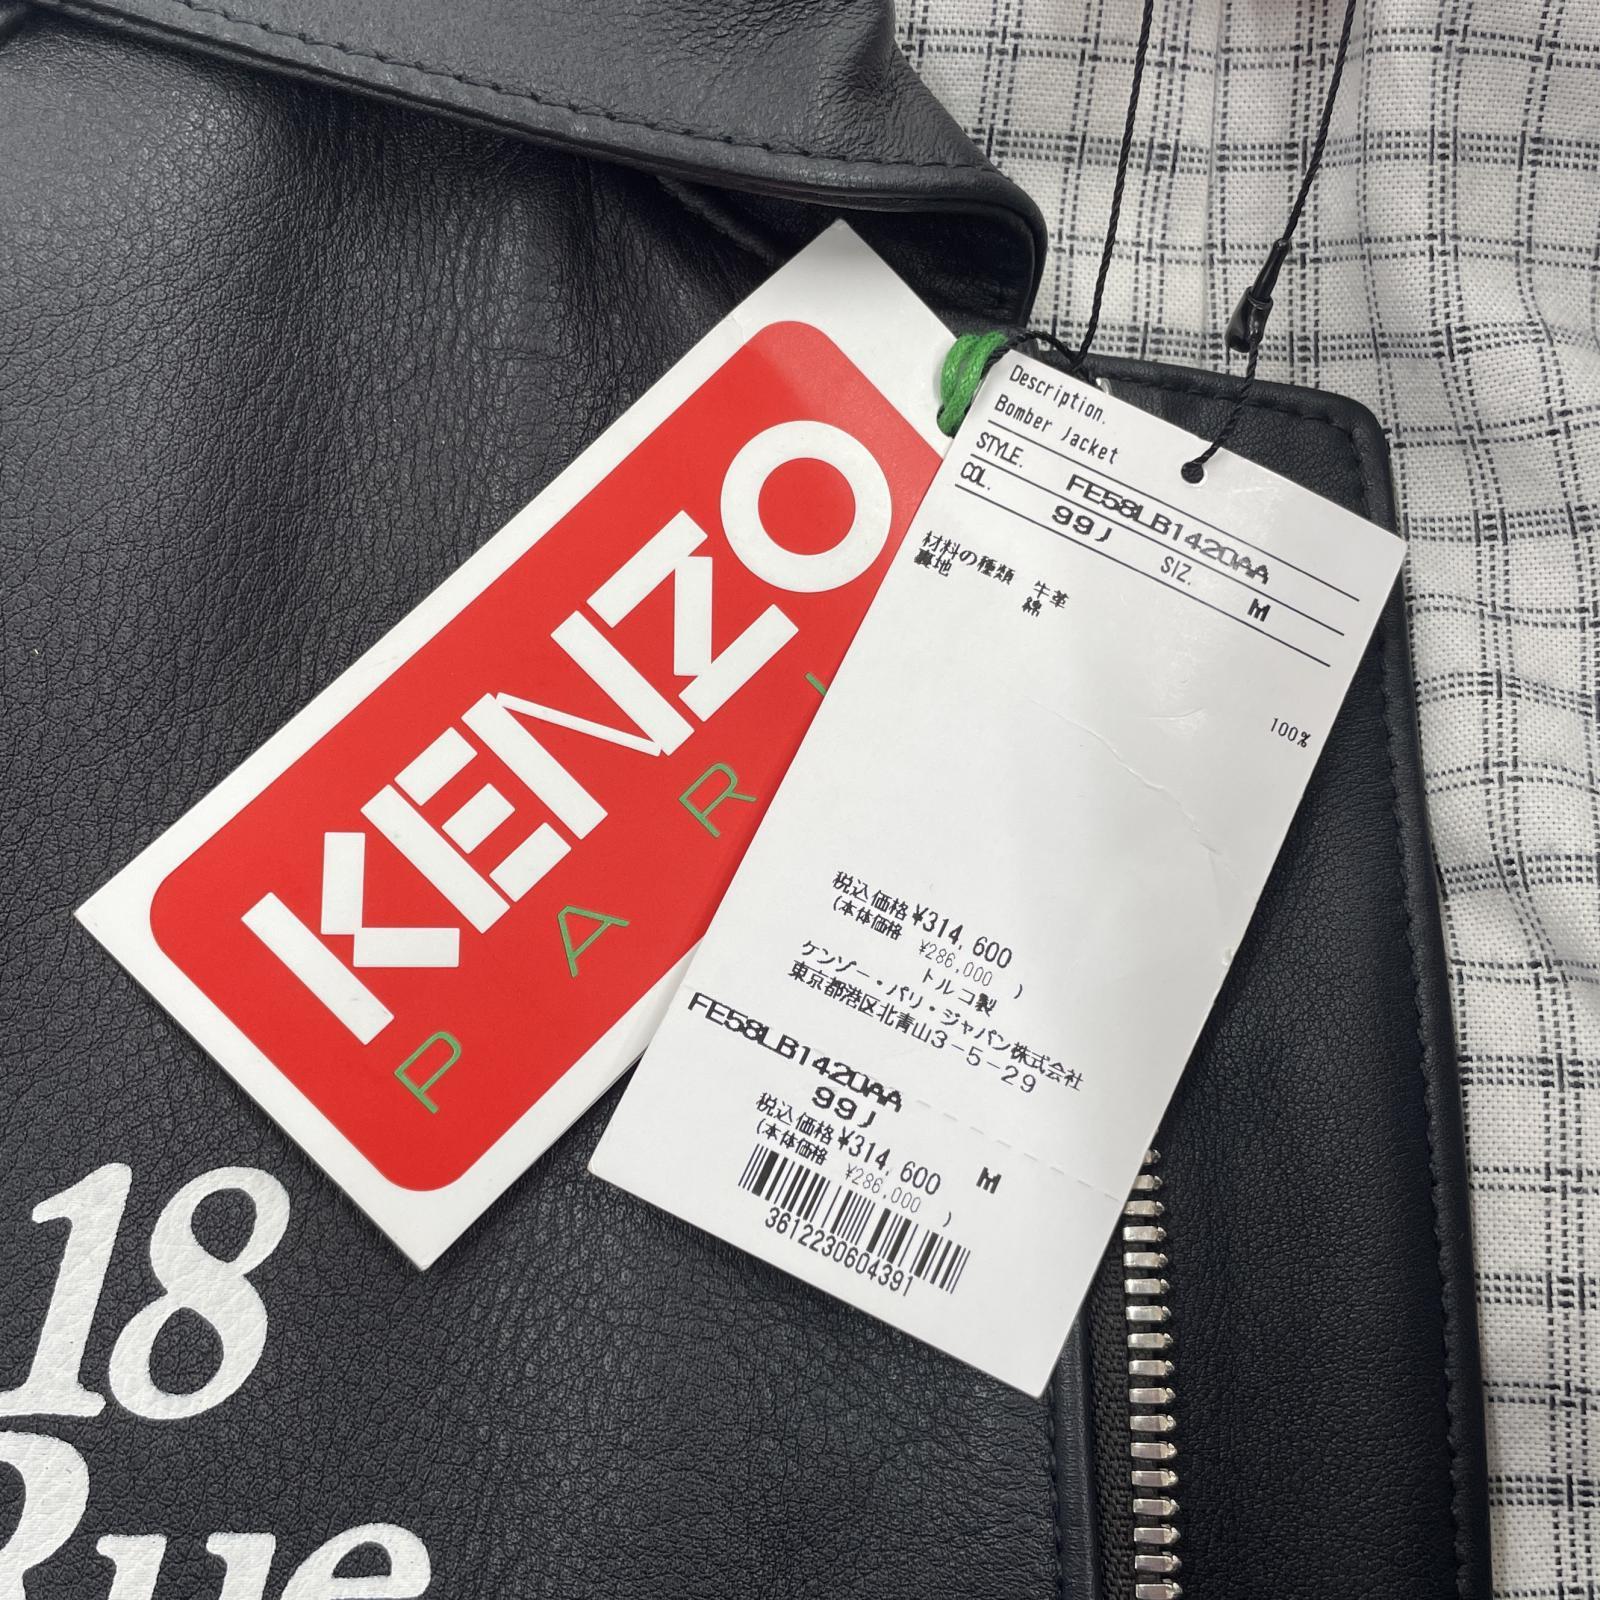 KENZO
PARI
18
Rue
Description.
Bomber Jacket
STYLE. FE58LB1420AA
COL. 99J SIZ. M
材料の種類 牛革
裏地 綿 100%
税込価格 ¥314,600
(本体価格 ¥286,000 )
トルコ製
ケンゾー・パリ・ジャパン株式会社
東京都港区北青山3-5-29
FE58LB1420AA
99J M
税込価格 ¥314,600
(本体価格 ¥286,000 )
3612230604391